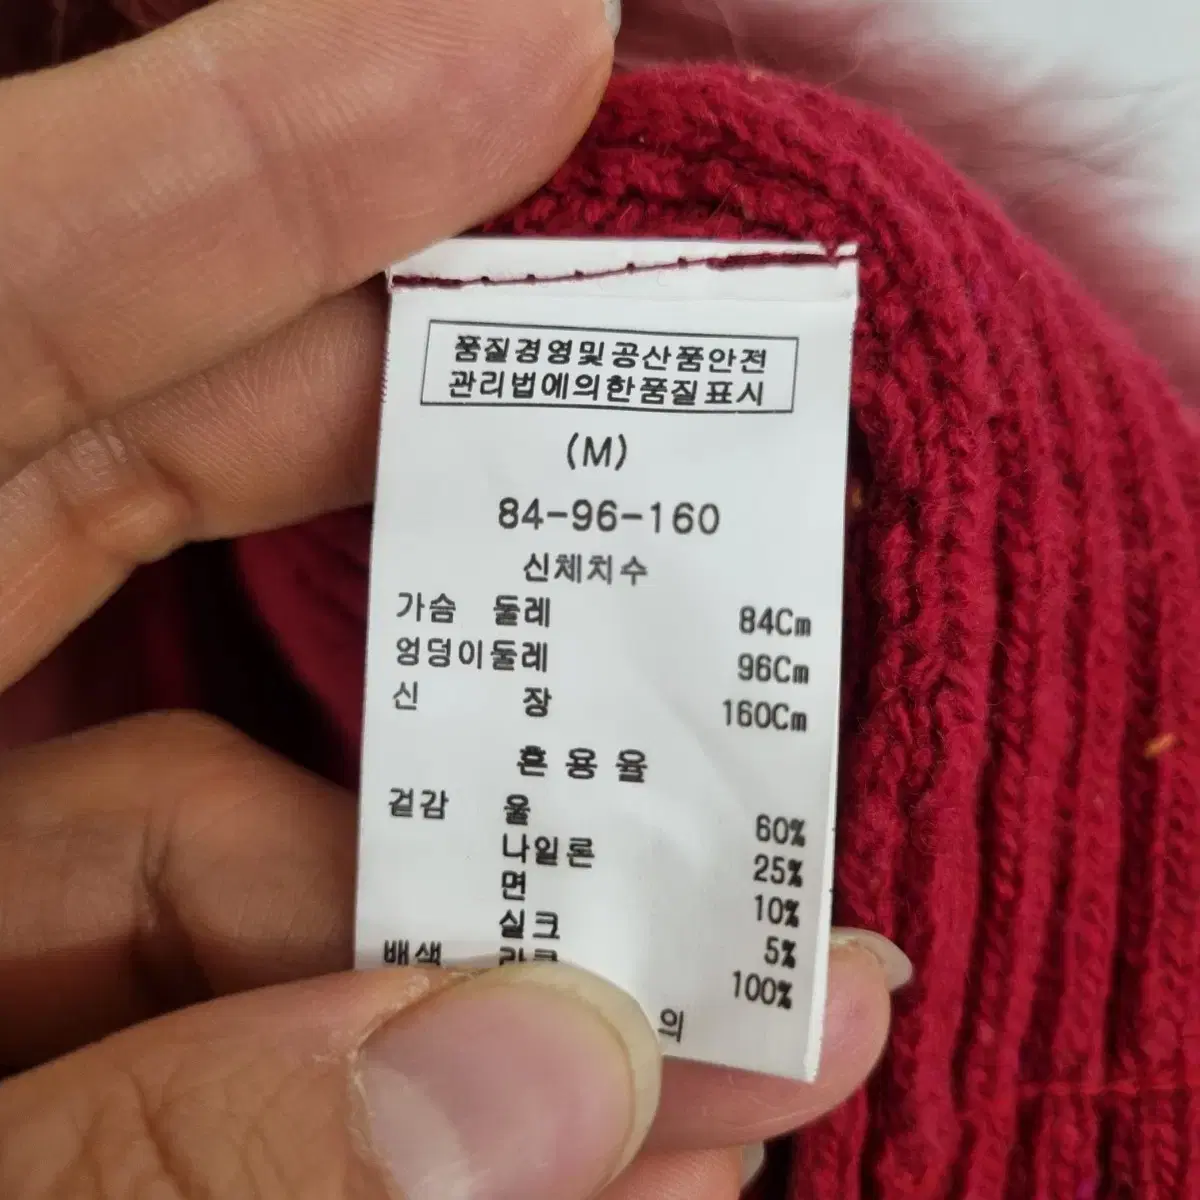 품질경영및공산품안전
관리법에의한품질표시
(M)
84-96-160
신체치수
가슴 둘레 84Cm
엉덩이둘레 96Cm
신 장 160Cm
혼 용 율
겉감 울 60%
나일론 25%
면 10%
실크 5%
배색 100%
의